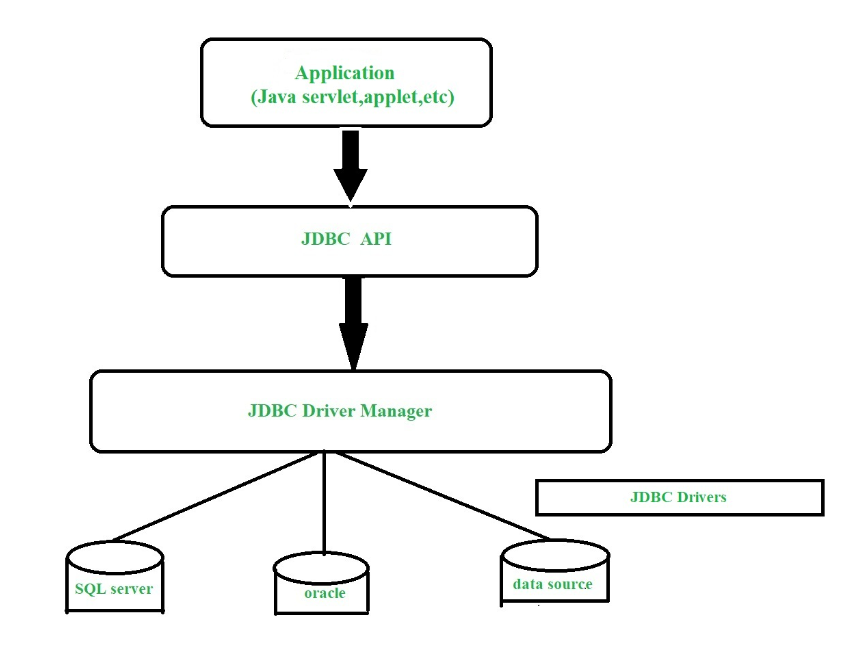 Application
(Java servlet,applet,etc)
JDBC API
JDBC Driver Manager
JDBC Drivers
SQL server
oracle
data source